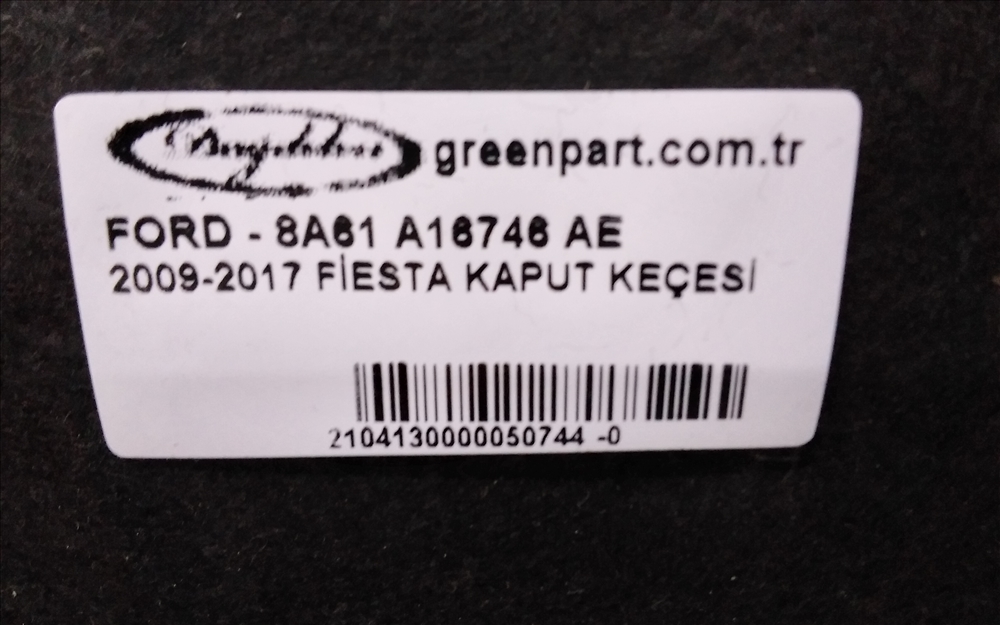 greenpart.com.tr
FORD - 8A61 A16746 AE
2009-2017 FİESTA KAPUT KEÇESİ
2104130000050744 -0